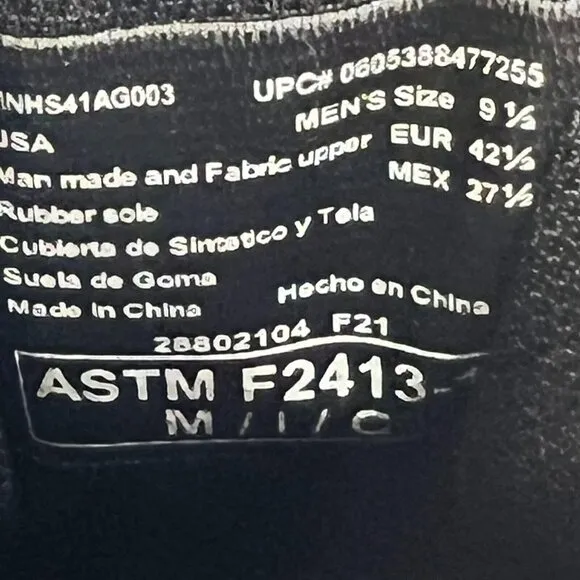 NHS41AG003
UPC# 0605388477255
USA
MEN'S Size 9 ½
Man made and Fabric uppor
EUR 42½
Rubber sole
MEX 27½
Cubierta de Sintetico y Tela
Suela de Goma
Made in China
Hecho en China
28802104 F21
ASTM F2413-
M / I / C